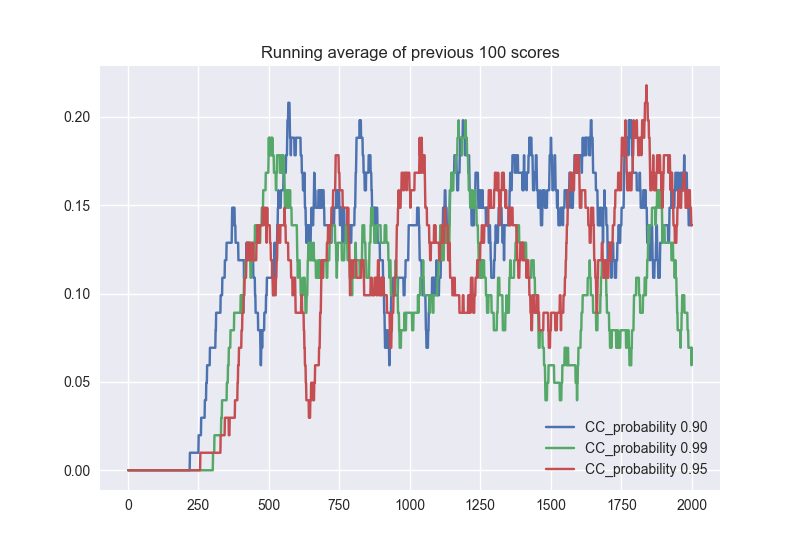 Running average of previous 100 scores
0.20
0.15
0.10
0.05
0.00
CC_probability 0.90
CC_probability 0.99
CC_probability 0.95
0 250 500 750 1000 1250 1500 1750 2000